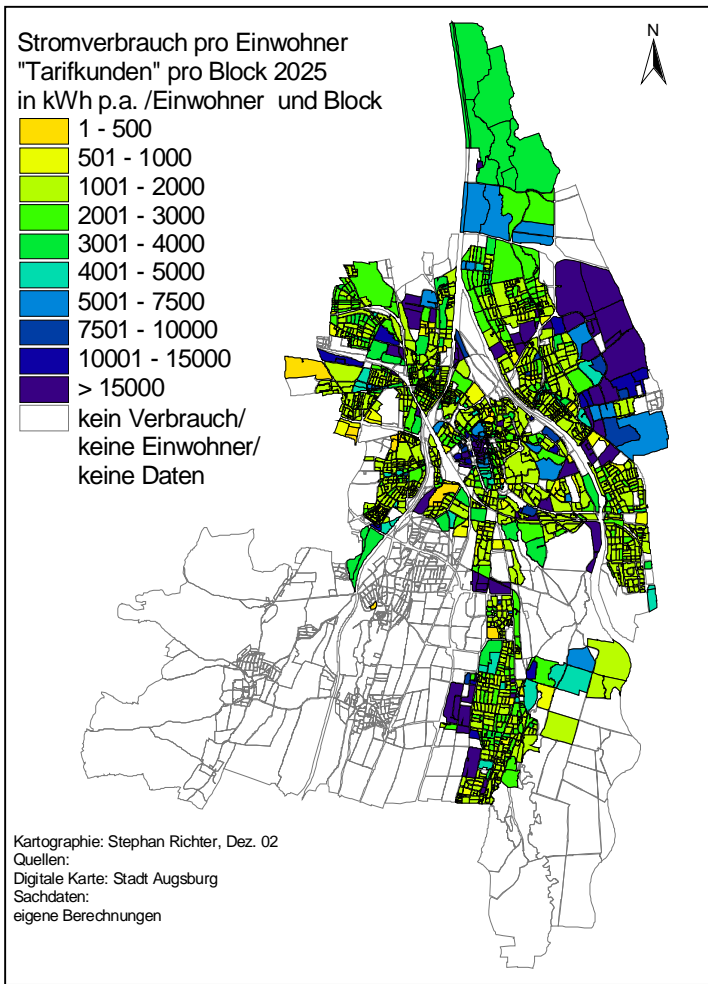 Stromverbrauch pro Einwohner
"Tarifkunden" pro Block 2025
in kWh p.a. /Einwohner und Block
1 - 500
501 - 1000
1001 - 2000
2001 - 3000
3001 - 4000
4001 - 5000
5001 - 7500
7501 - 10000
10001 - 15000
> 15000
kein Verbrauch/
keine Einwohner/
keine Daten
N
Kartographie: Stephan Richter, Dez. 02
Quellen:
Digitale Karte: Stadt Augsburg
Sachdaten:
eigene Berechnungen